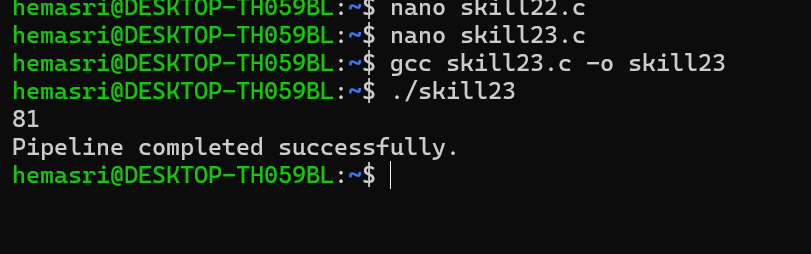 hemasri@DESKTOP-TH059BL:~$ nano skill22.c
hemasri@DESKTOP-TH059BL:~$ nano skill23.c
hemasri@DESKTOP-TH059BL:~$ gcc skill23.c -o skill23
hemasri@DESKTOP-TH059BL:~$ ./skill23
81
Pipeline completed successfully.
hemasri@DESKTOP-TH059BL:~$